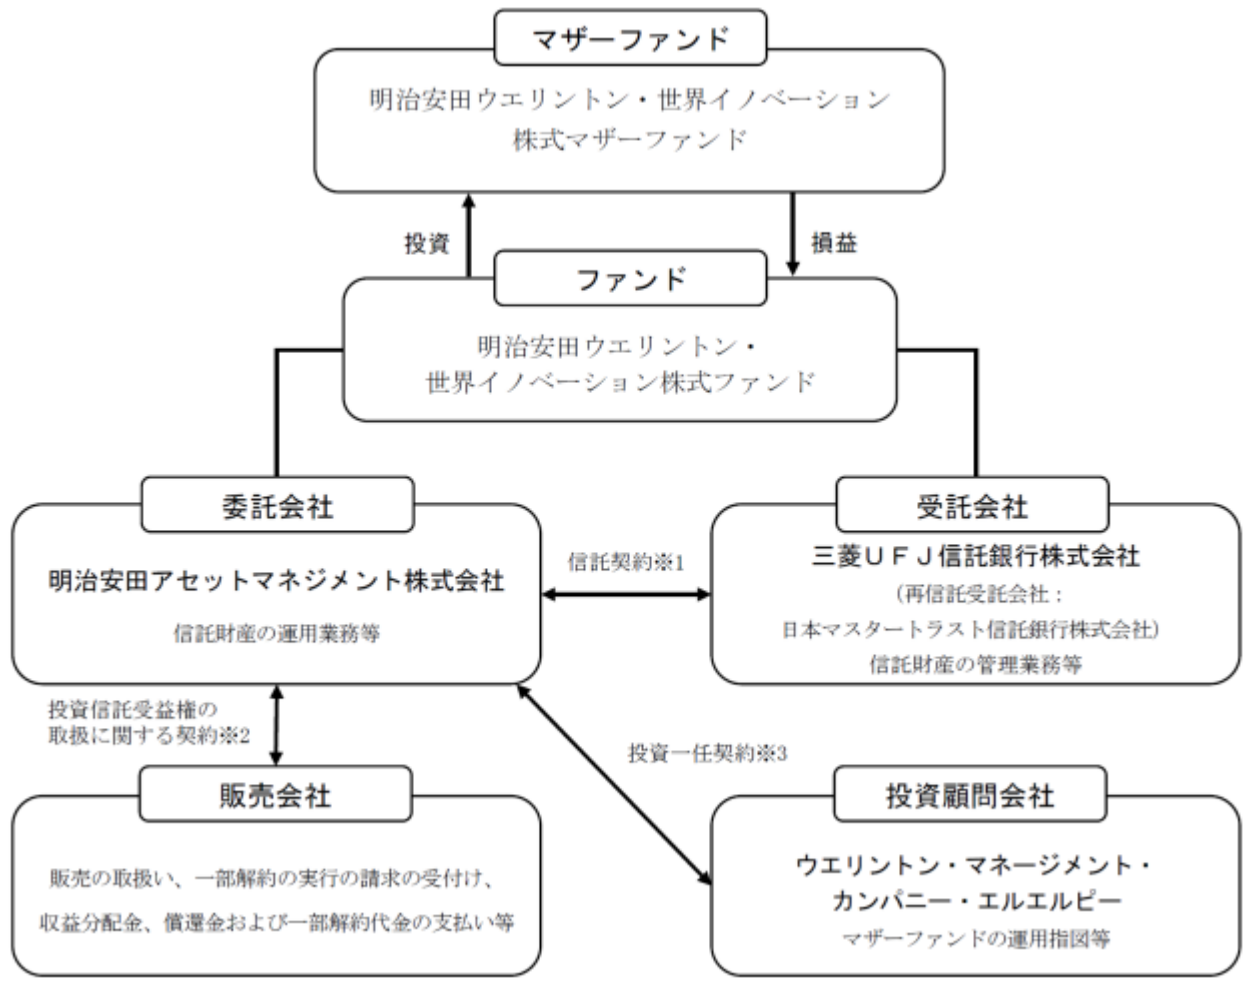 マザーファンド
明治安田ウエリントン・世界イノベーション
株式マザーファンド
投資
損益
ファンド
明治安田ウエリントン・
世界イノベーション株式ファンド
委託会社
明治安田アセットマネジメント株式会社
信託財産の運用業務等
信託契約※1
受託会社
三菱ＵＦＪ信託銀行株式会社
（再信託受託会社：
日本マスタートラスト信託銀行株式会社）
信託財産の管理業務等
投資信託受益権の
取扱に関する契約※2
投資一任契約※3
販売会社
販売の取扱い、一部解約の実行の請求の受付け、
収益分配金、償還金および一部解約代金の支払い等
投資顧問会社
ウエリントン・マネージメント・
カンパニー・エルエルピー
マザーファンドの運用指図等